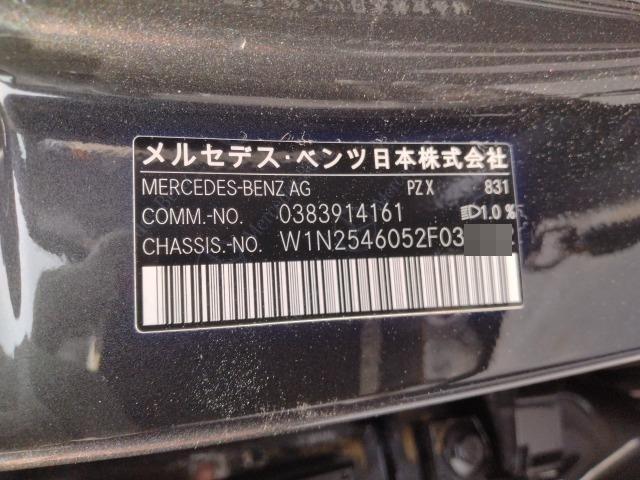 メルセデス・ベンツ日本株式会社
MERCEDES-BENZ AG PZ X 831
COMM.-NO. 0383914161 1.0 %
CHASSIS.-NO. W1N2546052F03